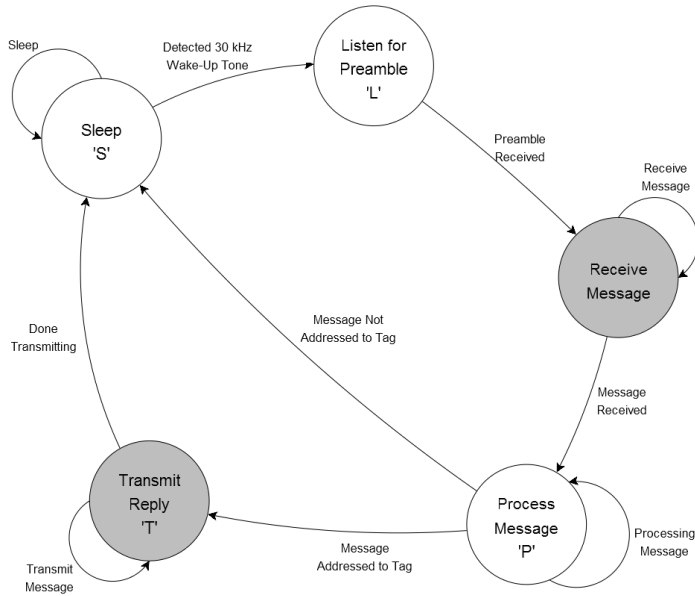 Sleep
Detected 30 kHz
Wake-Up Tone
Listen for
Preamble
'L'
Sleep
'S'
Preamble
Received
Receive
Message
Receive
Message
Message Not
Addressed to Tag
Done
Transmitting
Message
Received
Transmit
Reply
'T'
Process
Message
'P'
Processing
Message
Message
Addressed to Tag
Transmit
Message